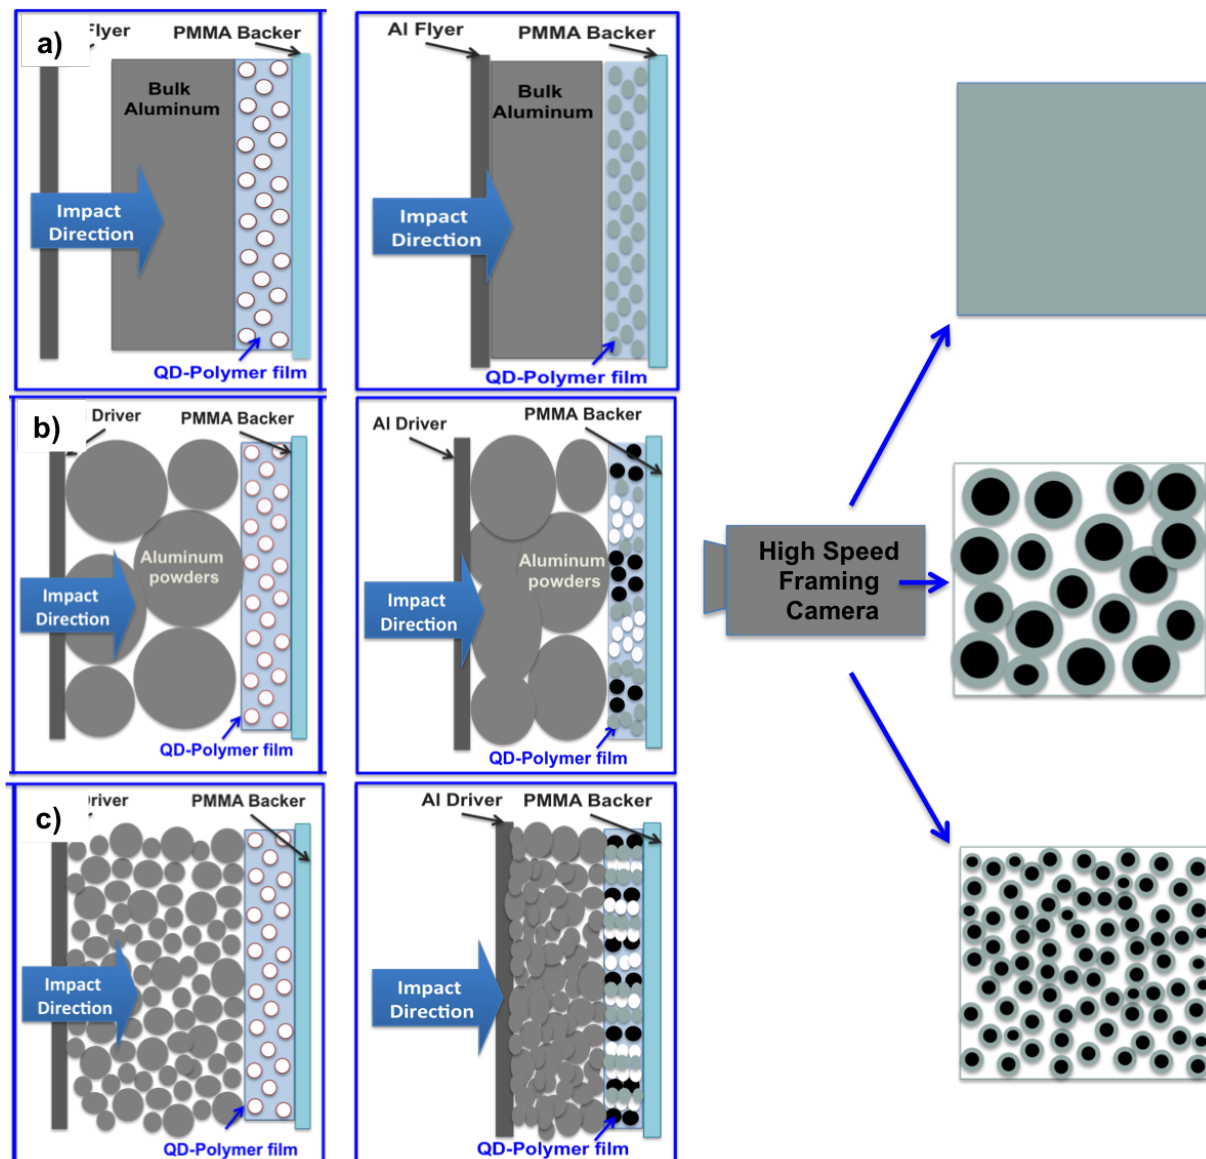 a)
Flyer
PMMA Backer
Bulk
Aluminum
Impact
Direction
QD-Polymer film
Al Flyer
PMMA Backer
Bulk
Aluminum
Impact
Direction
QD-Polymer film
b)
Driver
PMMA Backer
Aluminum
powders
Impact
Direction
QD-Polymer film
Al Driver
PMMA Backer
Aluminum
powders
Impact
Direction
QD-Polymer film
High Speed
Framing
Camera
c)
river
PMMA Backer
Impact
Direction
QD-Polymer film
Al Driver
PMMA Backer
Impact
Direction
QD-Polymer film